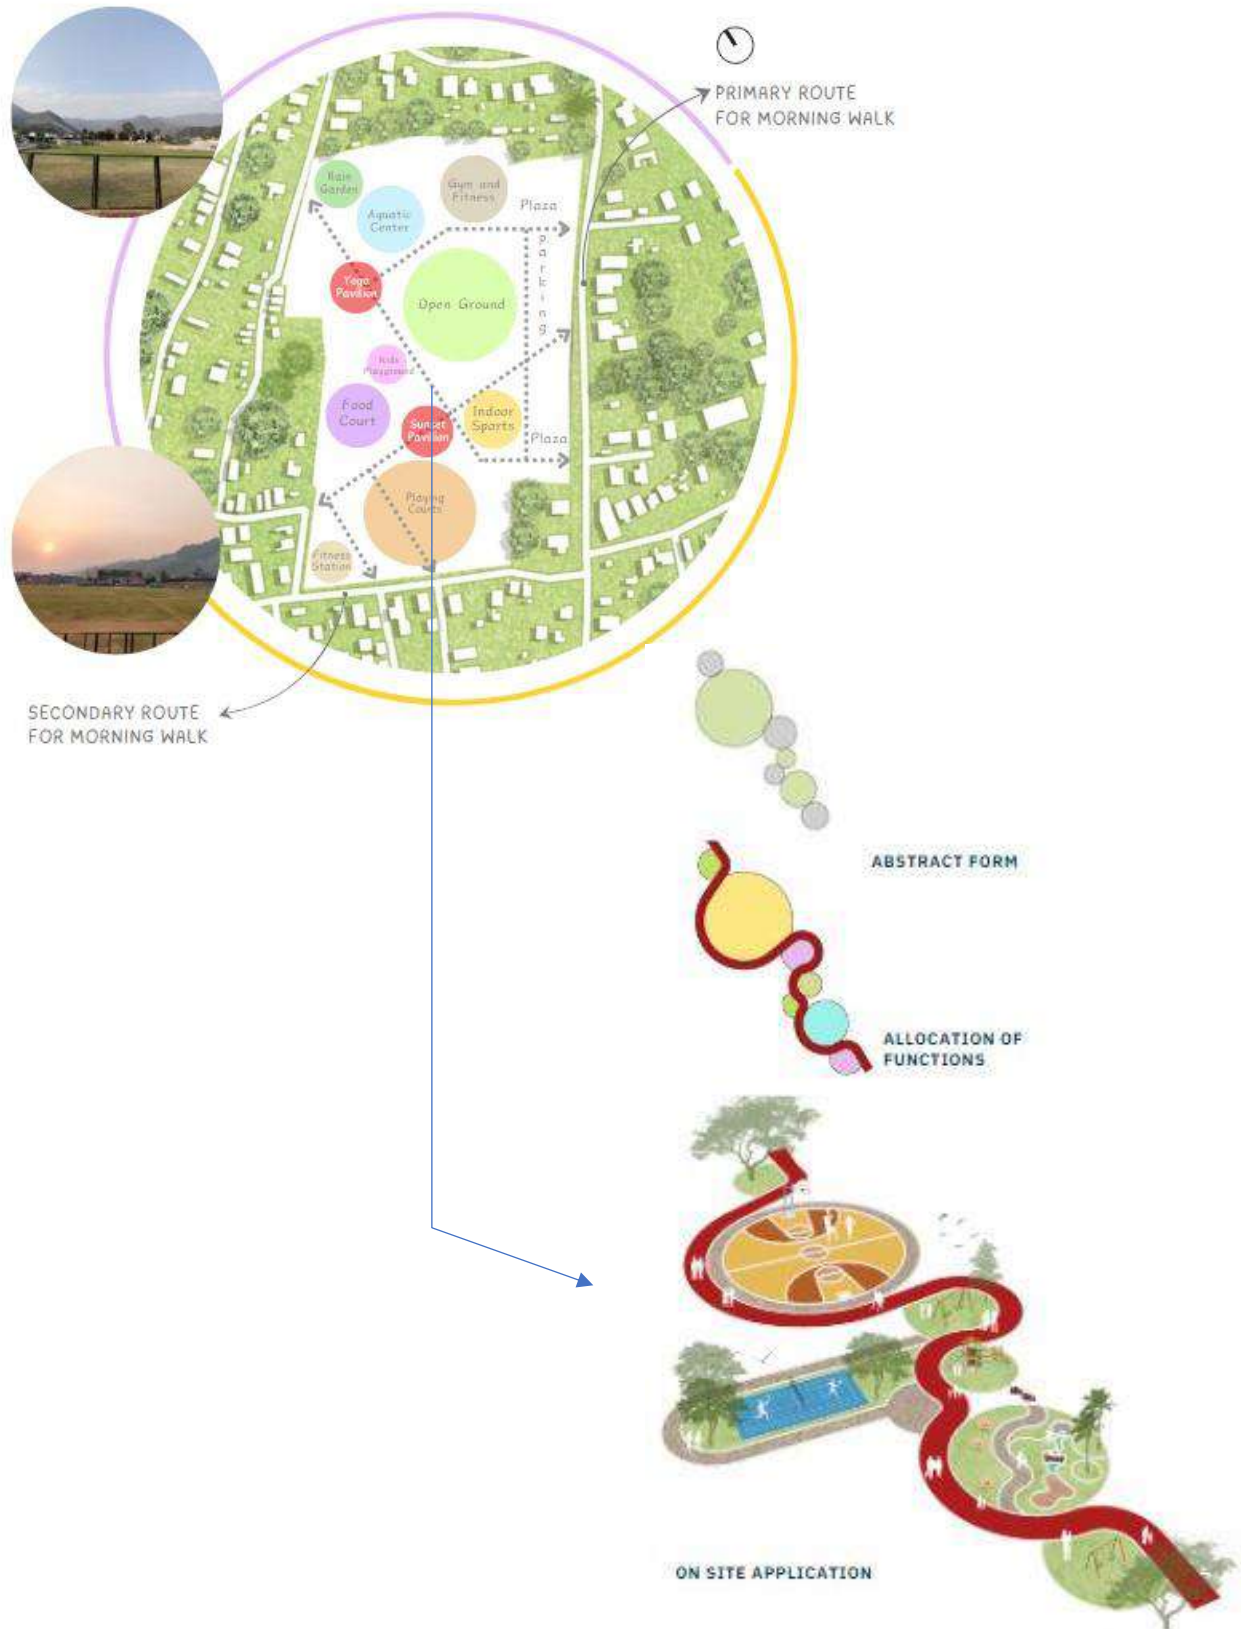 PRIMARY ROUTE
FOR MORNING WALK
Rain
Garden
Gym and
Fitness
Plaza
Aquatic
Center
parking
Yoga
Pavilion
Open Ground
Kids
Playground
Food
Court
Sunset
Pavilion
Indoor
Sports
Plaza
Playing
Courts
Fitness
Station
SECONDARY ROUTE
FOR MORNING WALK
ABSTRACT FORM
ALLOCATION OF
FUNCTIONS
ON SITE APPLICATION